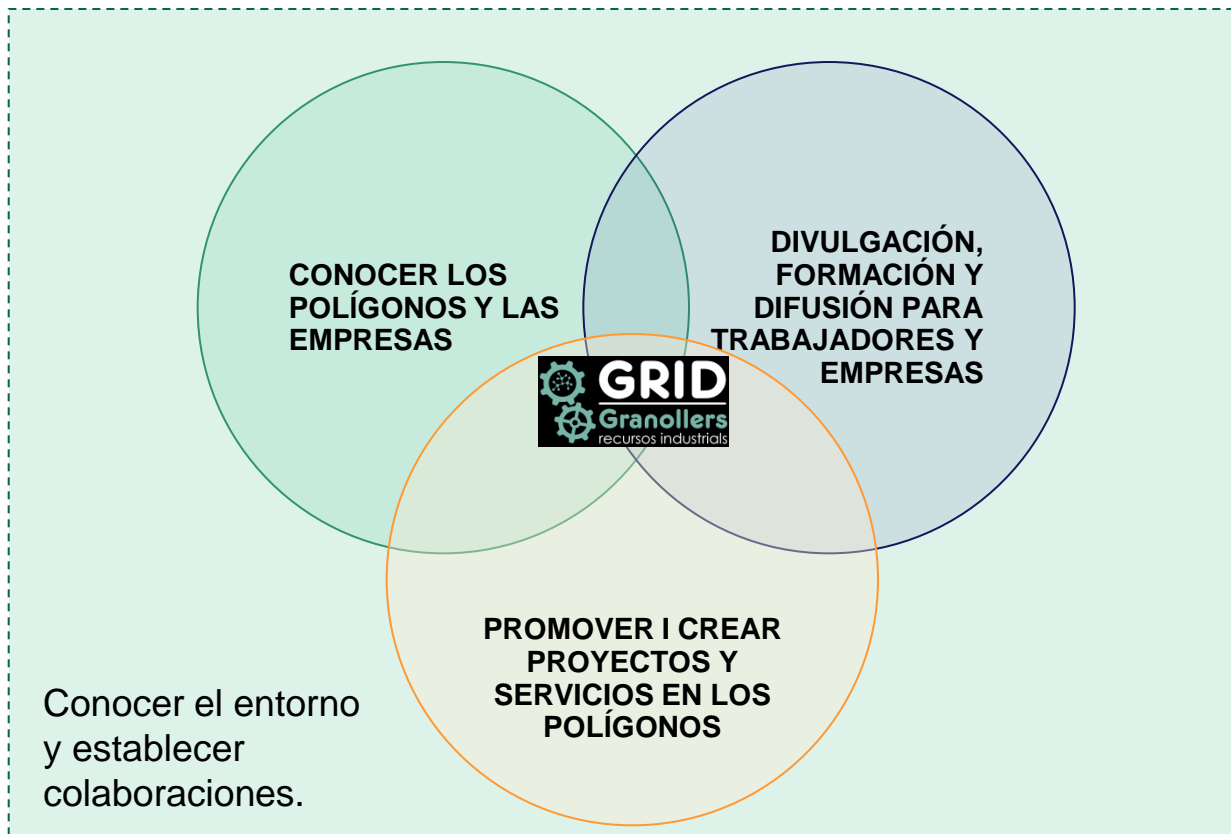 CONOCER LOS
POLÍGONOS Y LAS
EMPRESAS
DIVULGACIÓN,
FORMACIÓN Y
DIFUSIÓN PARA
TRABAJADORES Y
EMPRESAS
GRID
Granollers
recursos industrials
PROMOVER I CREAR
PROYECTOS Y
SERVICIOS EN LOS
POLÍGONOS
Conocer el entorno
y establecer
colaboraciones.